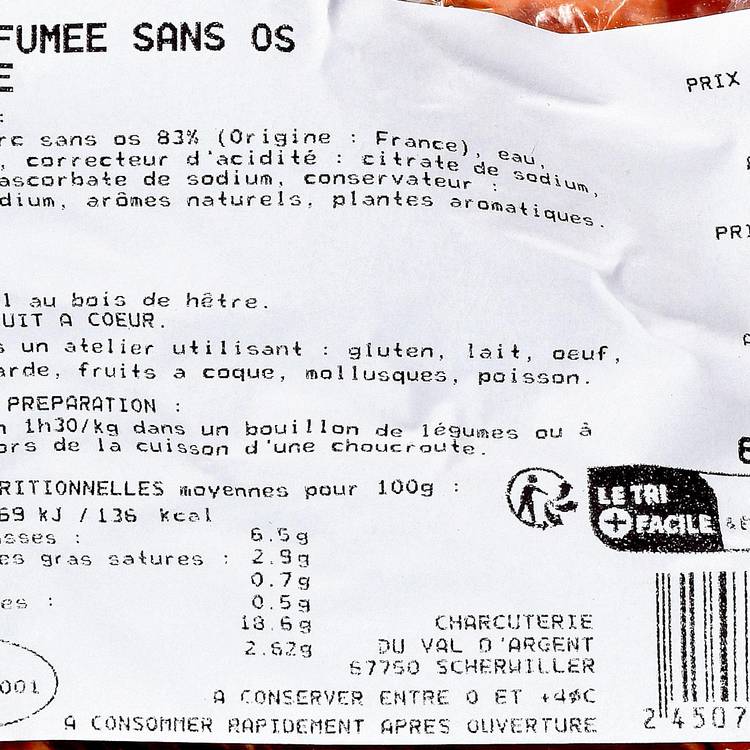 FUMEE SANS OS
E
PRIX
:
rc sans os 83% (Origine : France), eau,
, correcteur d'acidité : citrate de sodium,
ascorbate de sodium, conservateur :
dium, arômes naturels, plantes aromatiques.
PRI
l au bois de hêtre.
UIT A COEUR.
s un atelier utilisant : gluten, lait, oeuf,
arde, fruits a coque, mollusques, poisson.
PREPARATION :
n 1h30/kg dans un bouillon de légumes ou à
ors de la cuisson d'une choucroute.
RITIONNELLES moyennes pour 100g :
69 KJ / 136 kcal
sses : 6.5g
es gras satures : 2.9g
0.7g
es : 0.5g
18.6g
2.62g
LE TRI
+ FACILE
CHARCUTERIE
DU VAL D'ARGENT
67750 SCHERWILLER
001
A CONSERVER ENTRE 0 ET +4°C
A CONSOMMER RAPIDEMENT APRES OUVERTURE
2 4507